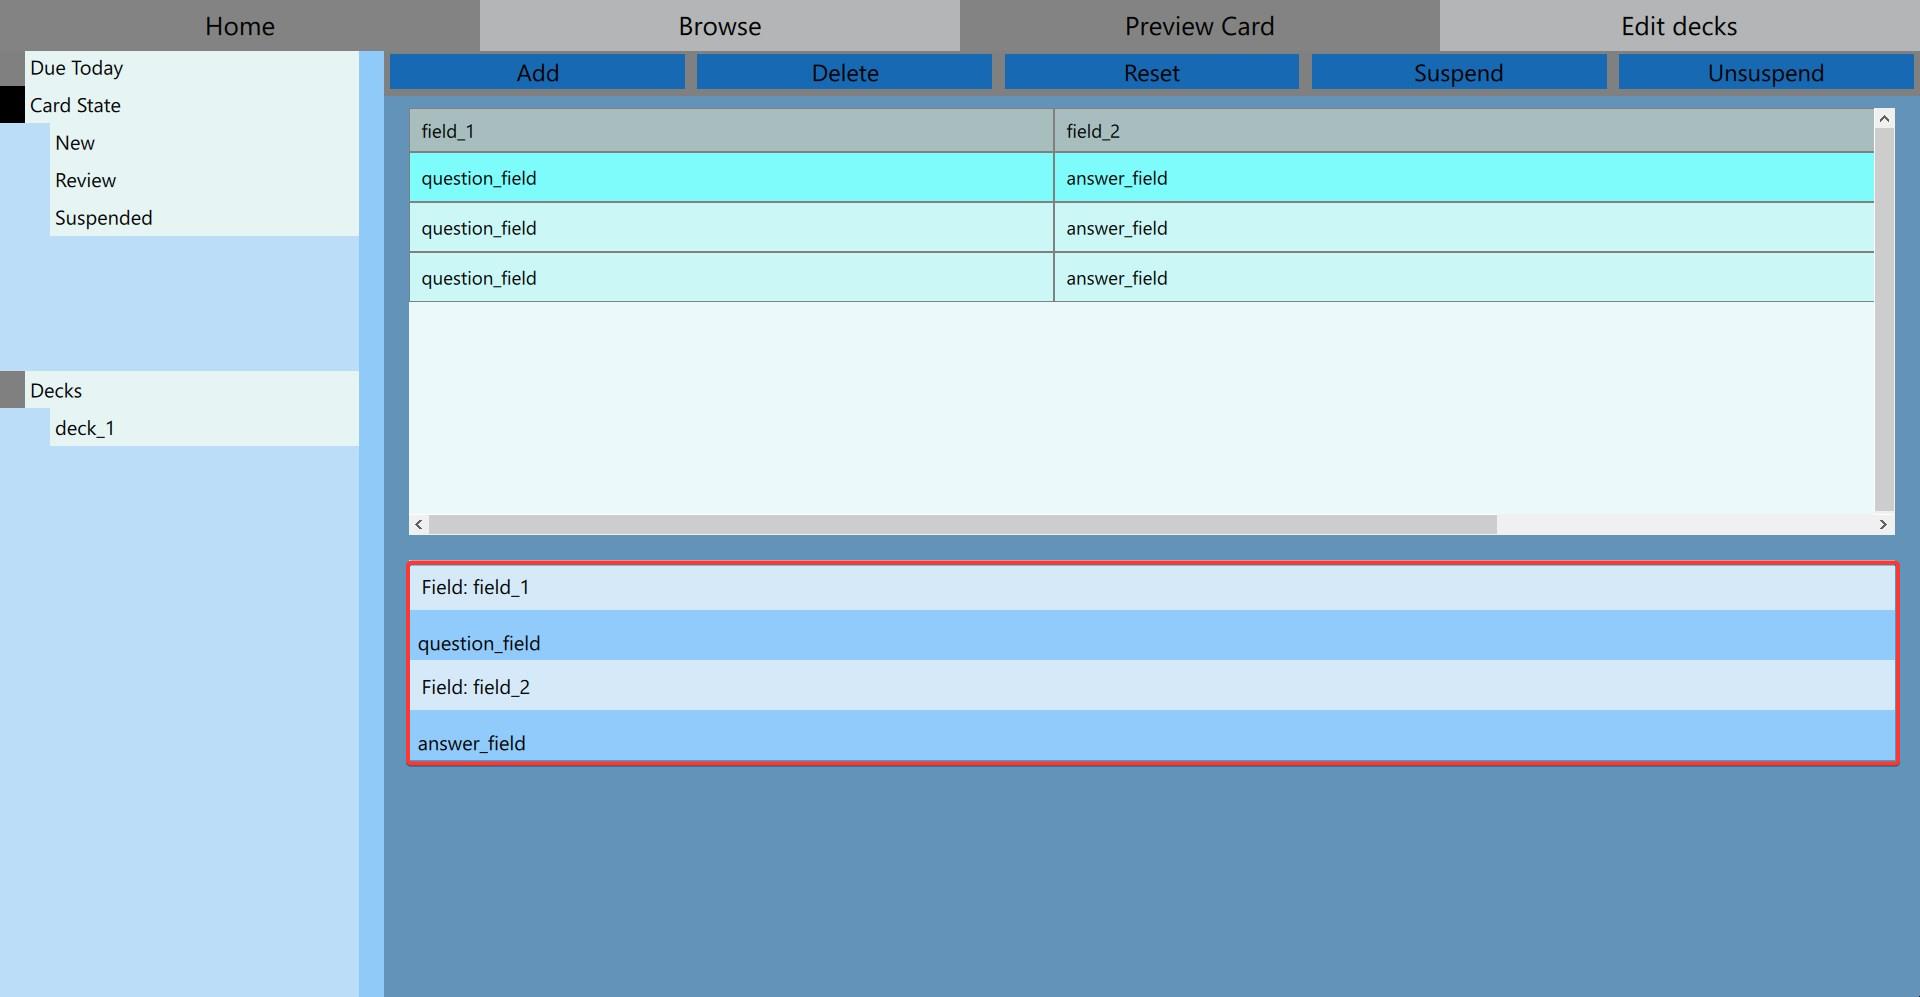 Home Browse Preview Card Edit decks
Add Delete Reset Suspend Unsuspend
Due Today
Card State
New
Review
Suspended
Decks
deck_1
field_1 field_2
question_field answer_field
question_field answer_field
question_field answer_field
Field: field_1
question_field
Field: field_2
answer_field